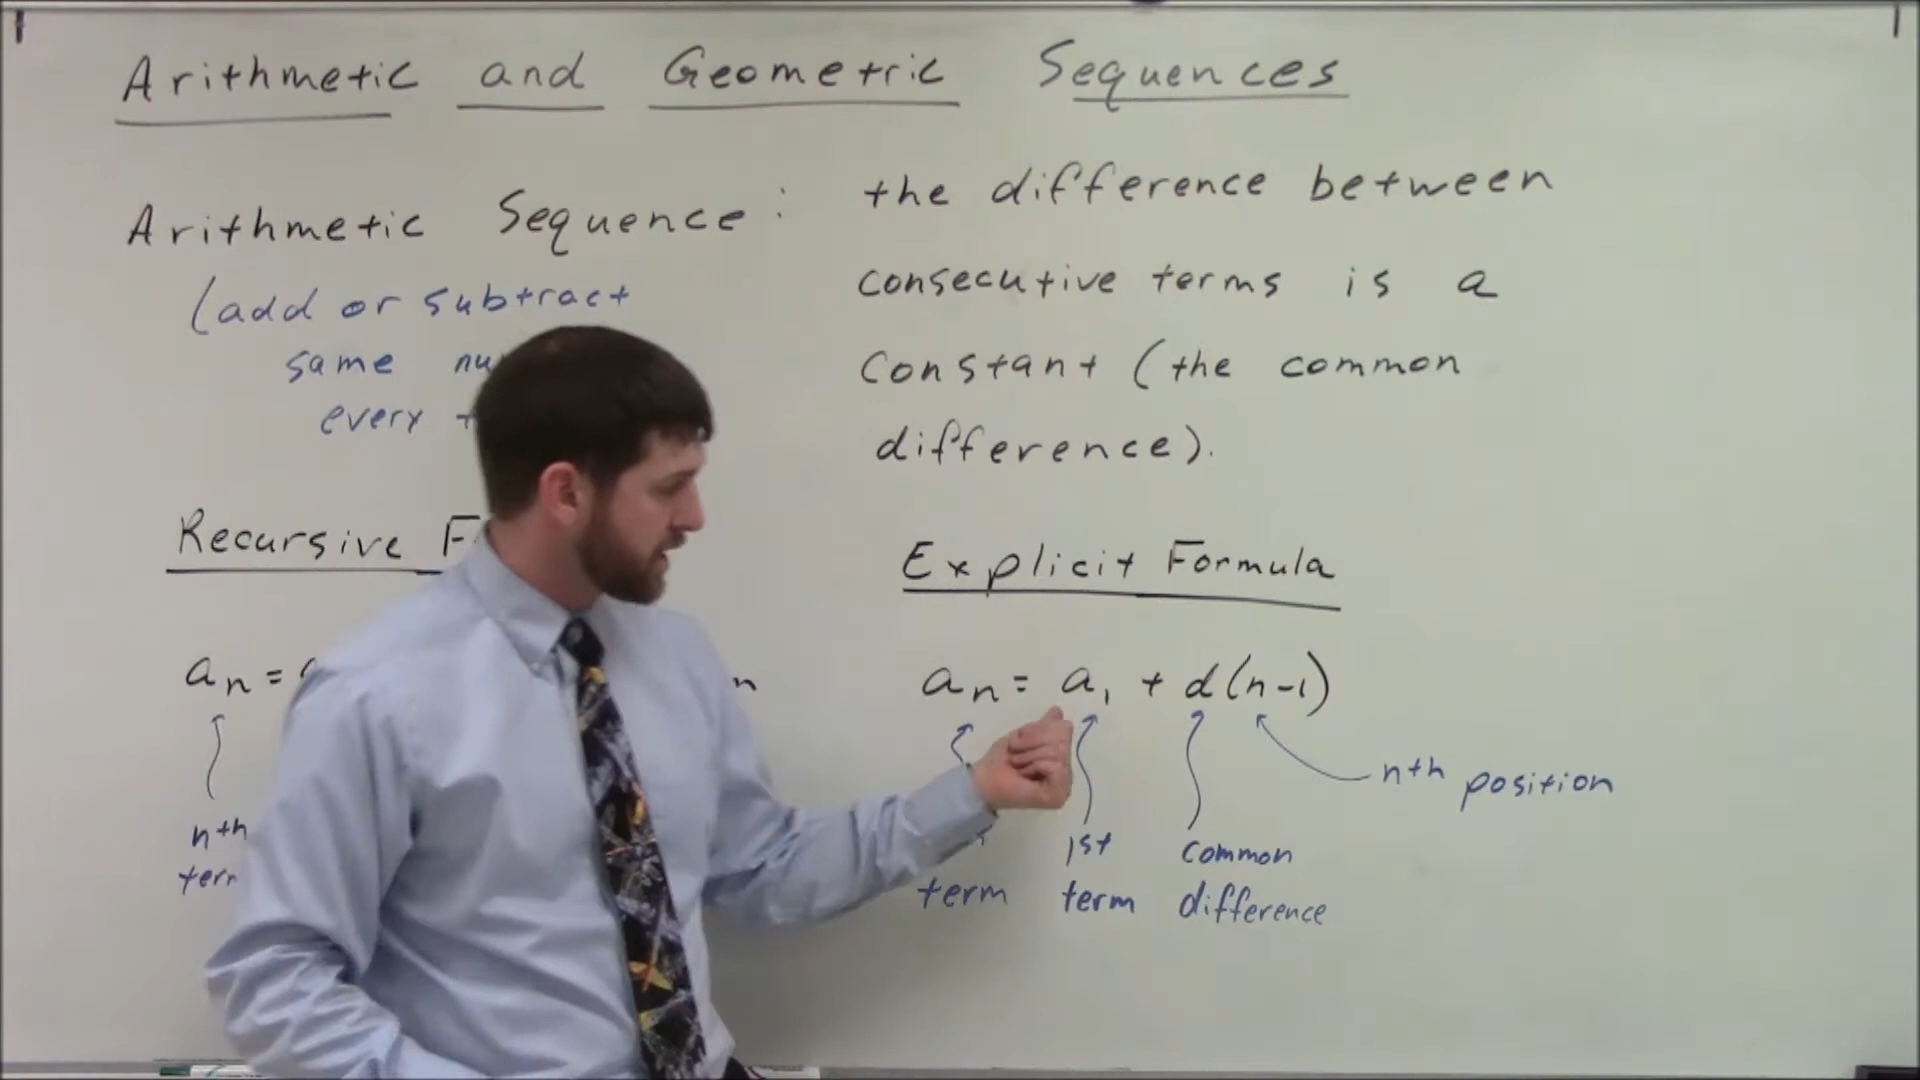 Arithmetic and Geometric Sequences
Arithmetic Sequence:
(add or subtract
same
every
the difference between
consecutive terms is a
constant (the common
difference).
Recursive
aₙ =
nth
term
Explicit Formula
aₙ = a₁ + d(n-1)
term
1st
term
common
difference
nth position